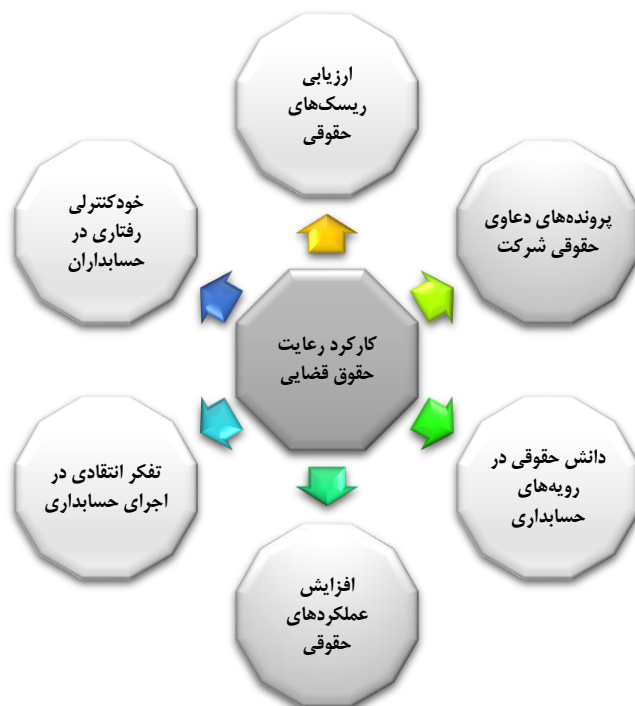 ارزیابی
ریسک‌های
حقوقی
پرونده‌های دعاوی
حقوقی شرکت
خودکنترلی
رفتاری در
حسابداران
کارکرد رعایت
حقوق قضایی
دانش حقوقی در
رویه‌های
حسابداری
تفکر انتقادی در
اجرای حسابداری
افزایش
عملکردهای
حقوقی